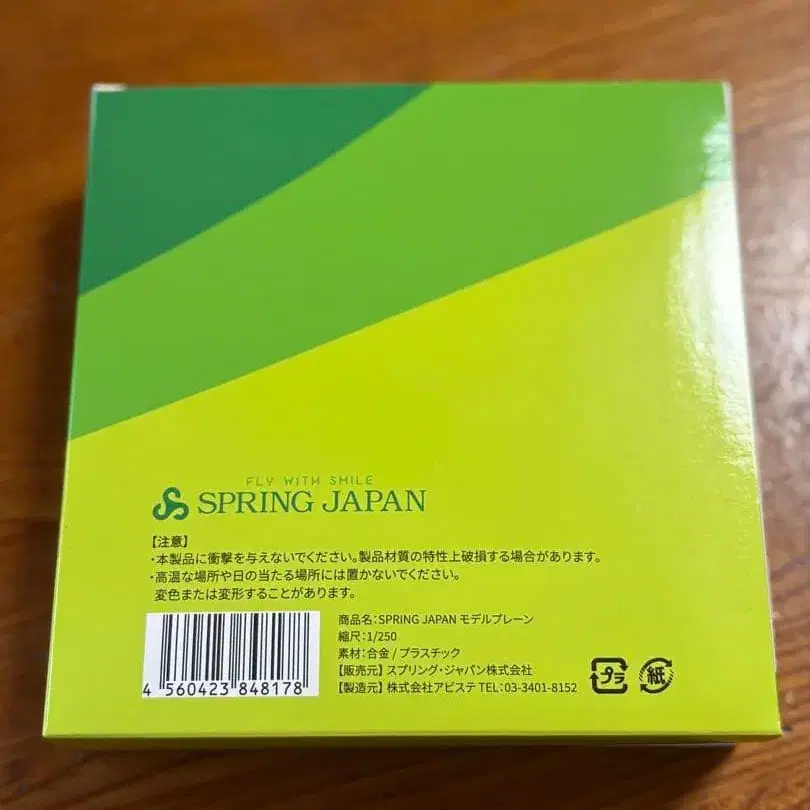 FLY WITH SMILE
SPRING JAPAN
【注意】
・本製品に衝撃を与えないでください。製品材質の特性上破損する場合があります。
・高温な場所や日の当たる場所には置かないでください。
変色または変形することがあります。
商品名:SPRING JAPAN モデルプレーン
縮尺:1/250
素材:合金 / プラスチック
【販売元】スプリング・ジャパン株式会社
【製造元】株式会社アピステ TEL:03-3401-8152
4 560423 848178
プラ
紙